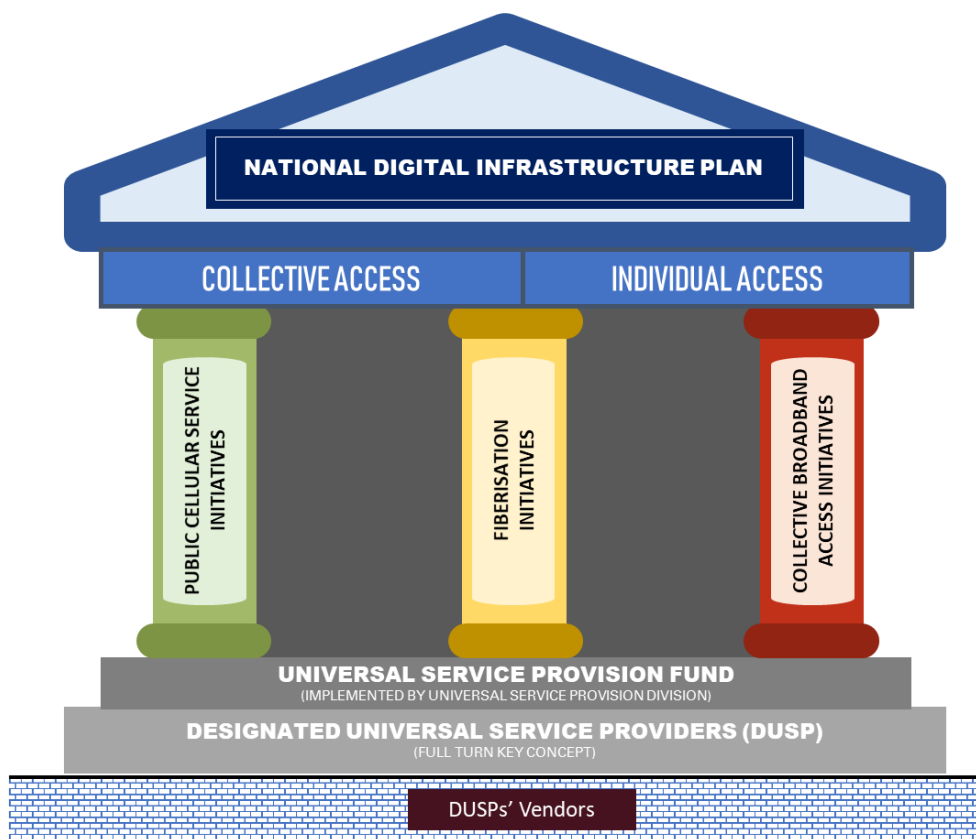 NATIONAL DIGITAL INFRASTRUCTURE PLAN
COLLECTIVE ACCESS
INDIVIDUAL ACCESS
PUBLIC CELLULAR SERVICE
INITIATIVES
FIBERISATION
INITIATIVES
COLLECTIVE BROADBAND
ACCESS INITIATIVES
UNIVERSAL SERVICE PROVISION FUND
(IMPLEMENTED BY UNIVERSAL SERVICE PROVISION DIVISION)
DESIGNATED UNIVERSAL SERVICE PROVIDERS (DUSP)
(FULL TURN KEY CONCEPT)
DUSPs’ Vendors